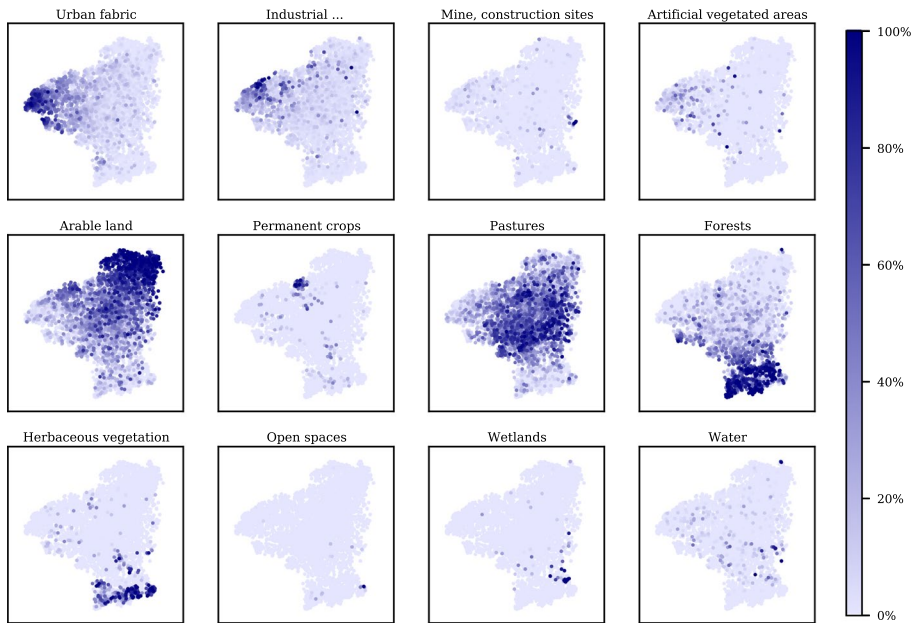 Urban fabric
Industrial ...
Mine, construction sites
Artificial vegetated areas
100%
80%
Arable land
Permanent crops
Pastures
Forests
60%
40%
Herbaceous vegetation
Open spaces
Wetlands
Water
20%
0%